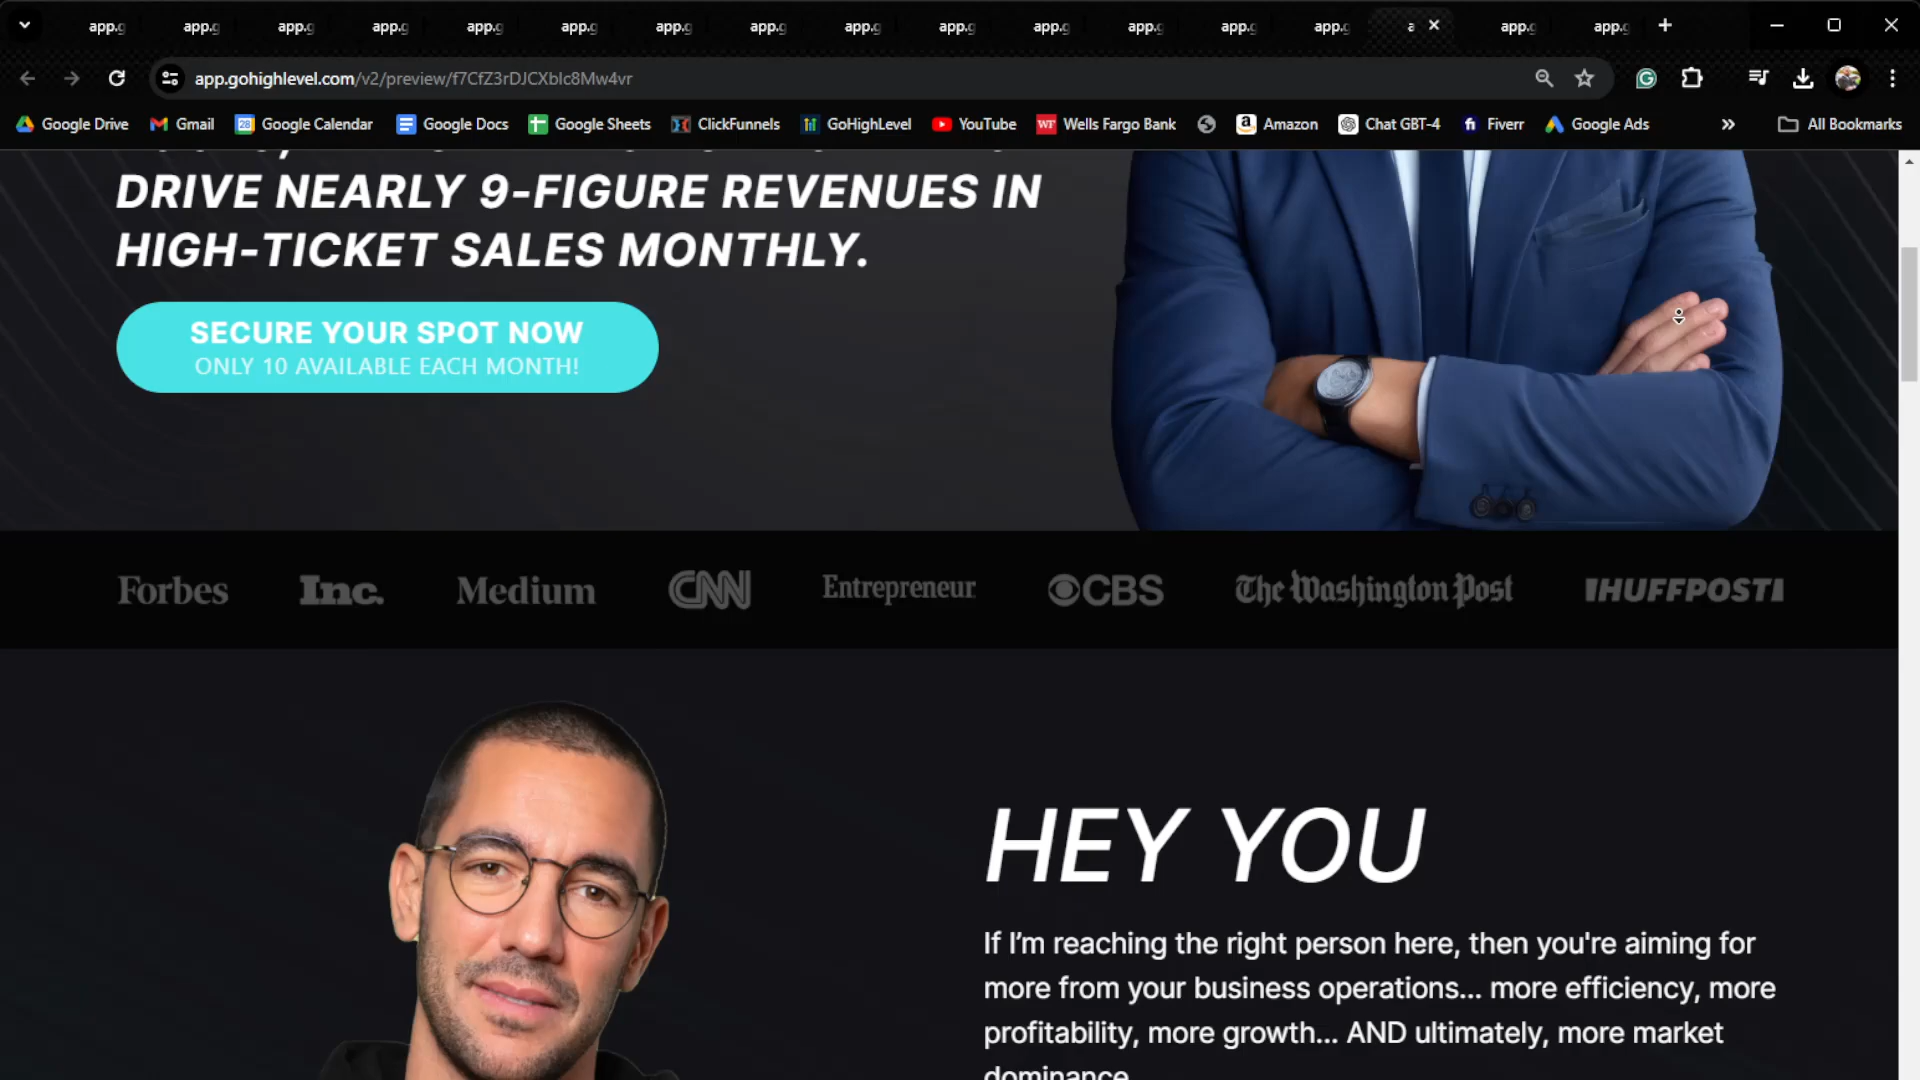 app.g app.g app.g app.g app.g app.g app.g app.g app.g app.g app.g app.g app.g app.g a app.g app.g
app.gohighlevel.com/v2/preview/f7CfZ3rDJCXblc8Mw4vr
Google Drive Gmail 28 Google Calendar Google Docs Google Sheets ClickFunnels GoHighLevel YouTube WF Wells Fargo Bank a Amazon Chat GBT-4 fi Fiverr Google Ads » All Bookmarks
DRIVE NEARLY 9-FIGURE REVENUES IN
HIGH-TICKET SALES MONTHLY.
SECURE YOUR SPOT NOW
ONLY 10 AVAILABLE EACH MONTH!
Forbes Inc. Medium CNN Entrepreneur CBS The Washington Post HUFFPOST
HEY YOU
If I’m reaching the right person here, then you're aiming for
more from your business operations... more efficiency, more
profitability, more growth... AND ultimately, more market
dominance